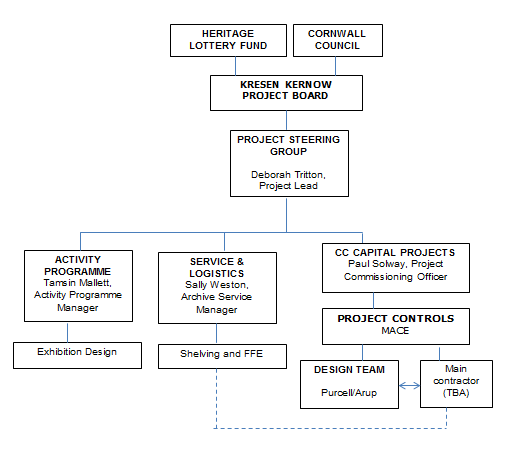 HERITAGE
LOTTERY FUND
CORNWALL
COUNCIL
KRESEN KERNOW
PROJECT BOARD
PROJECT STEERING
GROUP
Deborah Tritton,
Project Lead
ACTIVITY
PROGRAMME
Tamsin Mallett,
Activity Programme
Manager
SERVICE &
LOGISTICS
Sally Weston,
Archive Service
Manager
CC CAPITAL PROJECTS
Paul Solway, Project
Commissioning Officer
PROJECT CONTROLS
MACE
Exhibition Design
Shelving and FFE
DESIGN TEAM
Purcell/Arup
Main
contractor
(TBA)